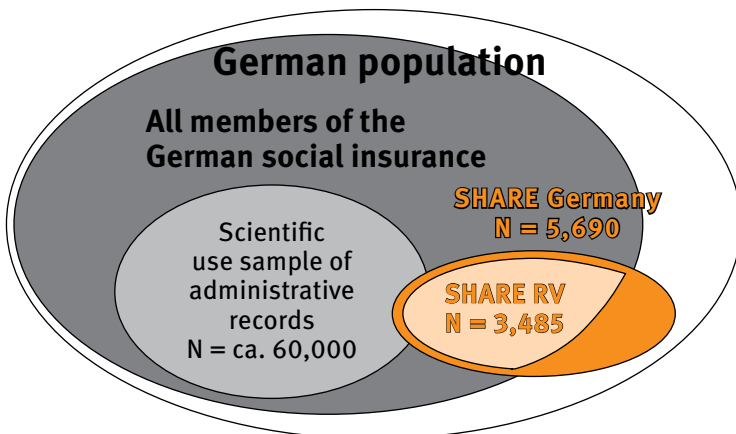 German population
All members of the
German social insurance
SHARE Germany
N = 5,690
Scientific
use sample of
administrative
records
N = ca. 60,000
SHARE RV
N = 3,485